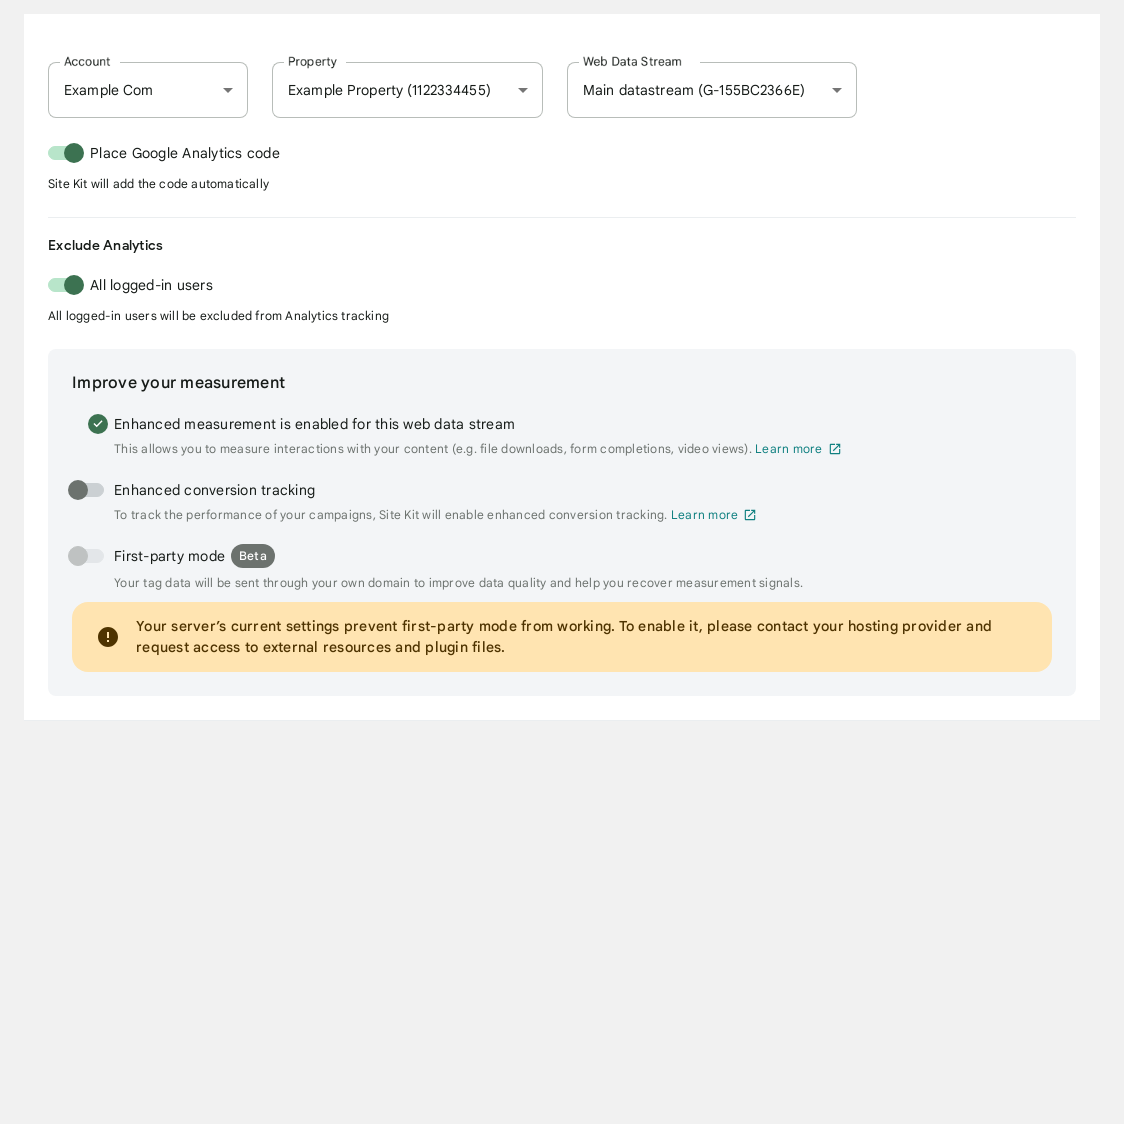 Account
Example Com
Property
Example Property (1122334455)
Web Data Stream
Main datastream (G-155BC2366E)
Place Google Analytics code
Site Kit will add the code automatically
Exclude Analytics
All logged-in users
All logged-in users will be excluded from Analytics tracking
Improve your measurement
Enhanced measurement is enabled for this web data stream
This allows you to measure interactions with your content (e.g. file downloads, form completions, video views). Learn more
Enhanced conversion tracking
To track the performance of your campaigns, Site Kit will enable enhanced conversion tracking. Learn more
First-party mode Beta
Your tag data will be sent through your own domain to improve data quality and help you recover measurement signals.
Your server’s current settings prevent first-party mode from working. To enable it, please contact your hosting provider and
request access to external resources and plugin files.